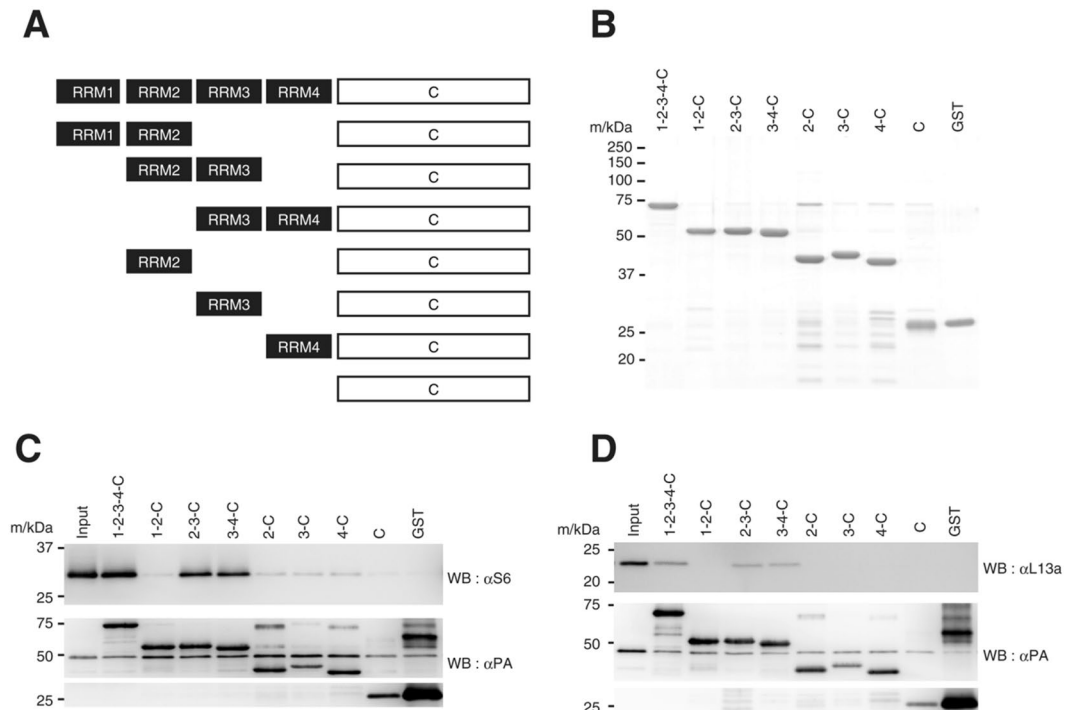 A
RRM1 RRM2 RRM3 RRM4 C
RRM1 RRM2 C
RRM2 RRM3 C
RRM3 RRM4 C
RRM2 C
RRM3 C
RRM4 C
C
B
m/kDa 1-2-3-4-C 1-2-C 2-3-C 3-4-C 2-C 3-C 4-C C GST
250
150
100
75
50
37
25
20
C
m/kDa Input 1-2-3-4-C 1-2-C 2-3-C 3-4-C 2-C 3-C 4-C C GST
37
WB : αS6
25
75
50
WB : αPA
25
D
m/kDa Input 1-2-3-4-C 1-2-C 2-3-C 3-4-C 2-C 3-C 4-C C GST
25
WB : αL13a
20
75
50
WB : αPA
25